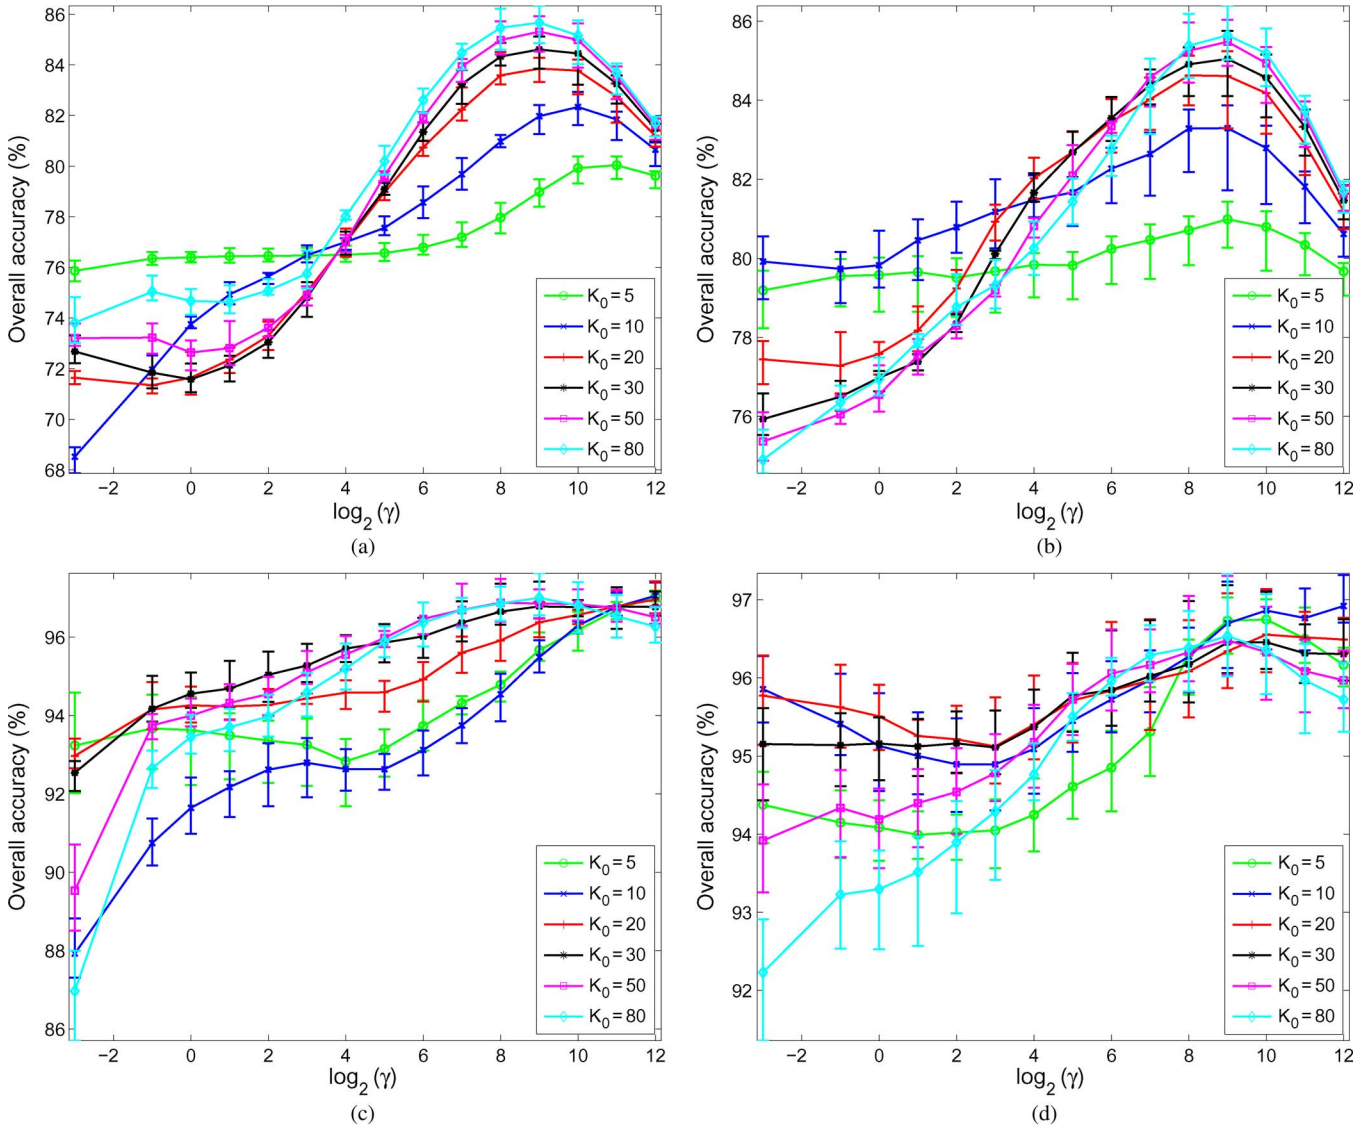 86
84
82
80
78
76
74
72
70
68
Overall accuracy (%)
K0 = 5
K0 = 10
K0 = 20
K0 = 30
K0 = 50
K0 = 80
−2 0 2 4 6 8 10 12
log2 (γ)
(a)
86
84
82
80
78
76
Overall accuracy (%)
K0 = 5
K0 = 10
K0 = 20
K0 = 30
K0 = 50
K0 = 80
−2 0 2 4 6 8 10 12
log2 (γ)
(b)
96
94
92
90
88
86
Overall accuracy (%)
K0 = 5
K0 = 10
K0 = 20
K0 = 30
K0 = 50
K0 = 80
−2 0 2 4 6 8 10 12
log2 (γ)
(c)
97
96
95
94
93
92
Overall accuracy (%)
K0 = 5
K0 = 10
K0 = 20
K0 = 30
K0 = 50
K0 = 80
−2 0 2 4 6 8 10 12
log2 (γ)
(d)